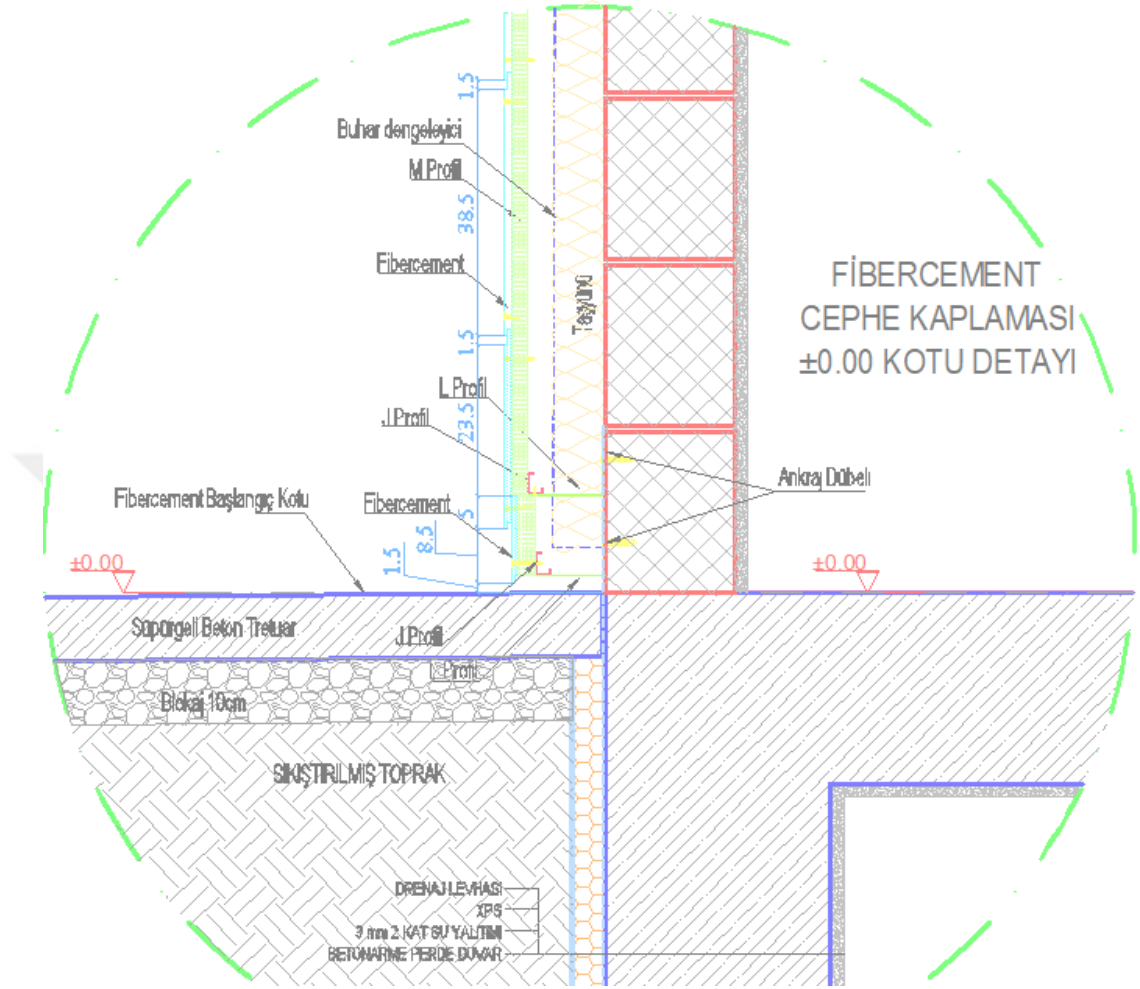 1.5
Buhar dengeleyici
M Profil
38.5
Fibercement
Taşyünü
FİBERCEMENT
CEPHE KAPLAMASI
±0.00 KOTU DETAYI
1.5
L Profil
J Profil
23.5
Ankraj Dübeli
Fibercement Başlangıç Kotu
Fibercement
5
8.5
1.5
±0.00
±0.00
Süpürgeli Beton Tretuar
J Profil
L Profil
Blokaj 10cm
SIKIŞTIRILMIŞ TOPRAK
DRENAJ LEVHASI
XPS
3 mm 2 KAT SU YALITIMI
BETONARME PERDE DUVAR